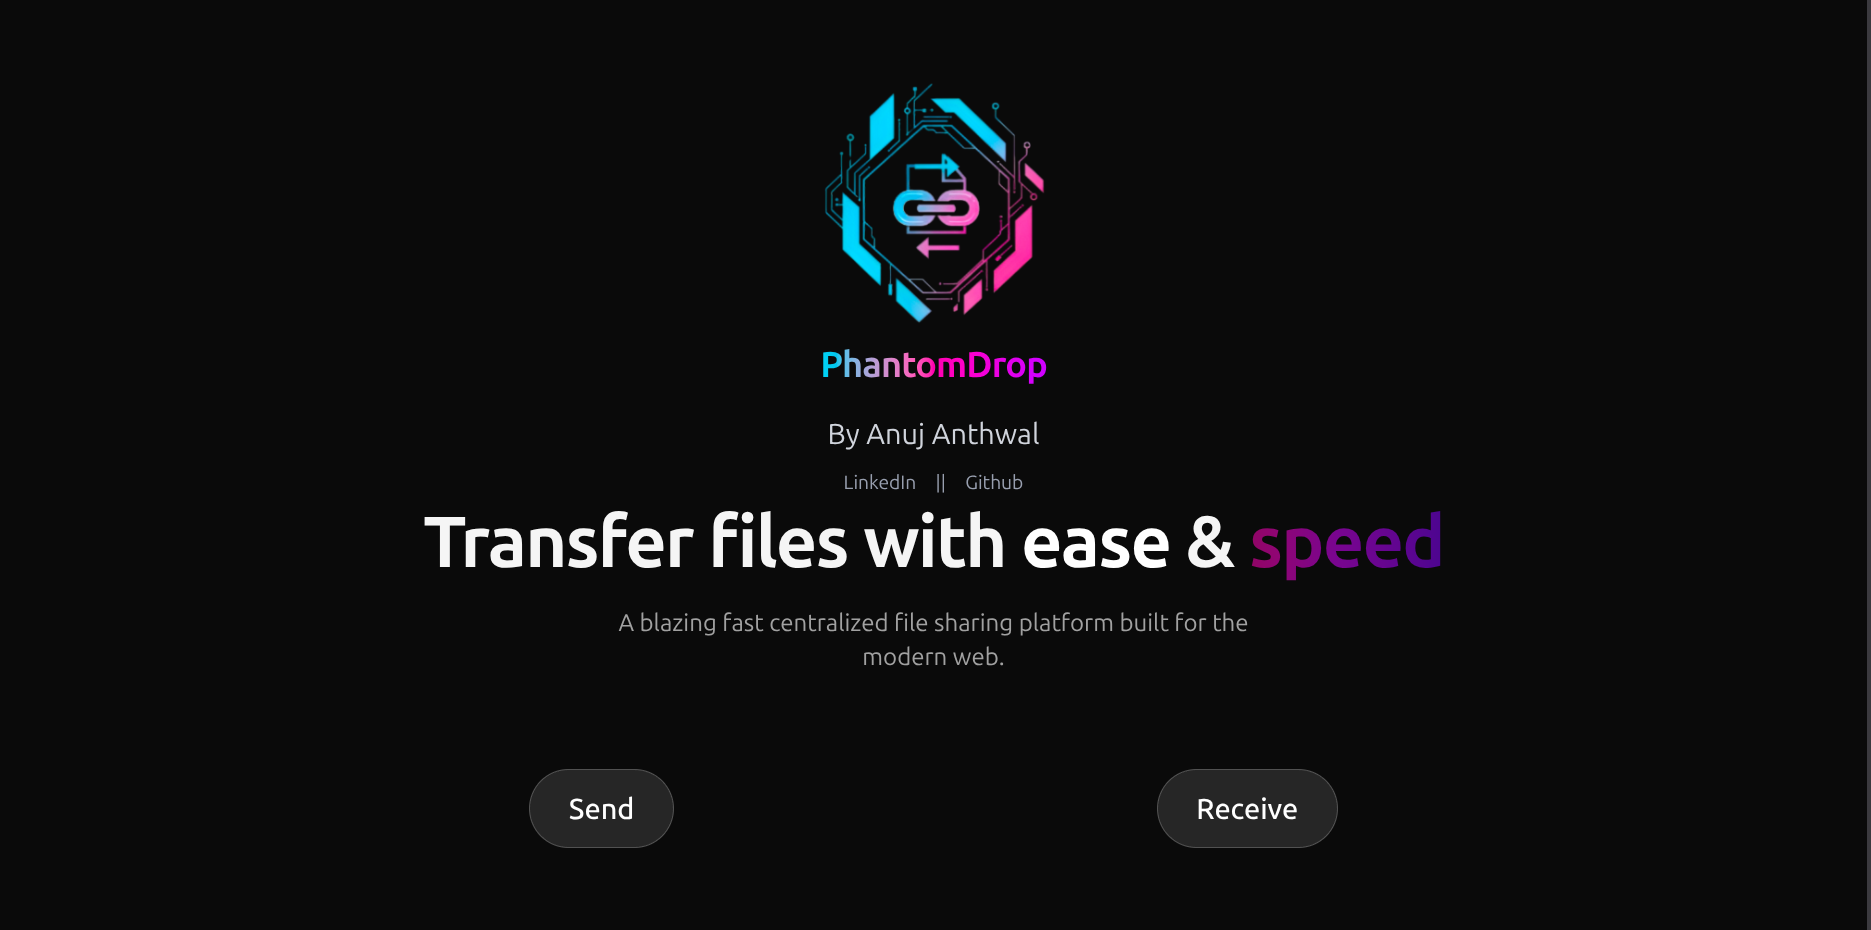 PhantomDrop
By Anuj Anthwal
LinkedIn || Github
Transfer files with ease & speed
A blazing fast centralized file sharing platform built for the
modern web.
Send Receive